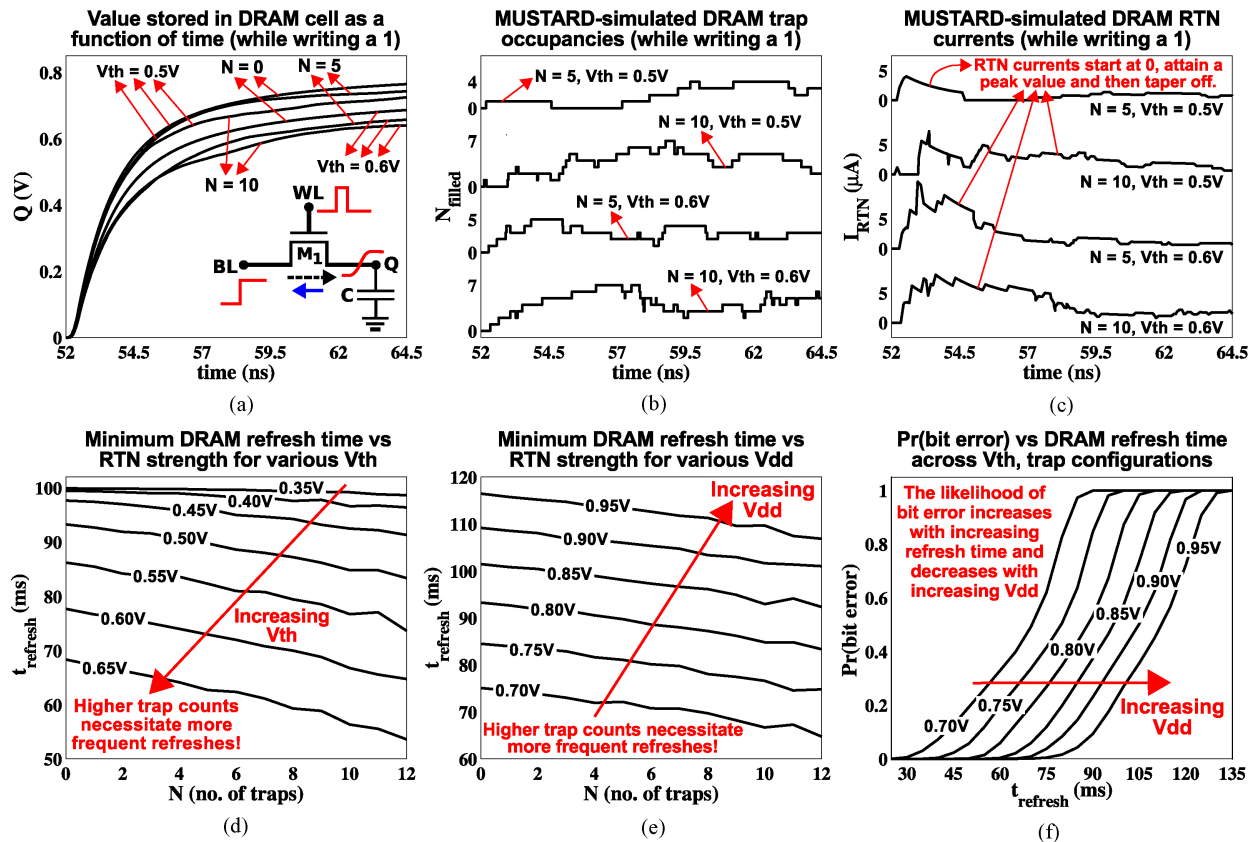 Value stored in DRAM cell as a
function of time (while writing a 1)
0.8
0.6
0.4
0.2
0
Q (V)
Vth = 0.5V
N = 0
N = 5
N = 10
Vth = 0.6V
WL
M1
BL
Q
C
52
54.5
57
59.5
62
64.5
time (ns)
(a)
MUSTARD-simulated DRAM trap
occupancies (while writing a 1)
Nfilled
4
0
7
0
5
0
7
0
N = 5, Vth = 0.5V
N = 10, Vth = 0.5V
N = 5, Vth = 0.6V
N = 10, Vth = 0.6V
52
54.5
57
59.5
62
64.5
time (ns)
(b)
MUSTARD-simulated DRAM RTN
currents (while writing a 1)
IRTN (μA)
5
0
5
0
5
0
5
0
RTN currents start at 0, attain a
peak value and then taper off.
N = 5, Vth = 0.5V
N = 10, Vth = 0.5V
N = 5, Vth = 0.6V
N = 10, Vth = 0.6V
52
54.5
57
59.5
62
64.5
time (ns)
(c)
Minimum DRAM refresh time vs
RTN strength for various Vth
trefresh (ms)
100
90
80
70
60
50
0.35V
0.40V
0.45V
0.50V
0.55V
0.60V
0.65V
Increasing
Vth
Higher trap counts
necessitate more
frequent refreshes!
0
2
4
6
8
10
12
N (no. of traps)
(d)
Minimum DRAM refresh time vs
RTN strength for various Vdd
trefresh (ms)
120
110
100
90
80
70
60
0.95V
0.90V
0.85V
0.80V
0.75V
0.70V
Increasing
Vdd
Higher trap counts necessitate
more frequent refreshes!
0
2
4
6
8
10
12
N (no. of traps)
(e)
Pr(bit error) vs DRAM refresh time
across Vth, trap configurations
Pr(bit error)
1
0.8
0.6
0.4
0.2
0
The likelihood of
bit error increases
with increasing
refresh time and
decreases with
increasing Vdd
0.95V
0.90V
0.85V
0.80V
0.75V
0.70V
Increasing
Vdd
30
45
60
75
90
105
120
135
trefresh (ms)
(f)